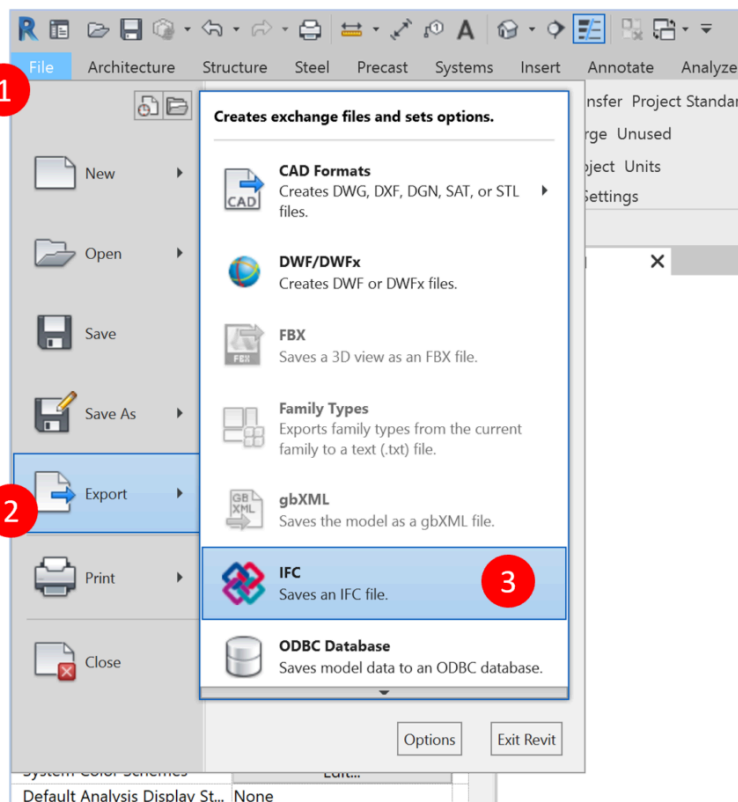 R
A
File Architecture Structure Steel Precast Systems Insert Annotate Analyze
1
Creates exchange files and sets options.
nsfer Project Standar
rge Unused
ject Units
Settings
New
CAD
CAD Formats
Creates DWG, DXF, DGN, SAT, or STL
files.
Open
DWF/DWFx
Creates DWF or DWFx files.
Save
FBX
FBX
Saves a 3D view as an FBX file.
Save As
Family Types
Exports family types from the current
family to a text (.txt) file.
2
Export
GB
XML
gbXML
Saves the model as a gbXML file.
Print
IFC
Saves an IFC file.
3
Close
ODBC Database
Saves model data to an ODBC database.
Options Exit Revit
System Color Schemes Edit...
Default Analysis Display St... None